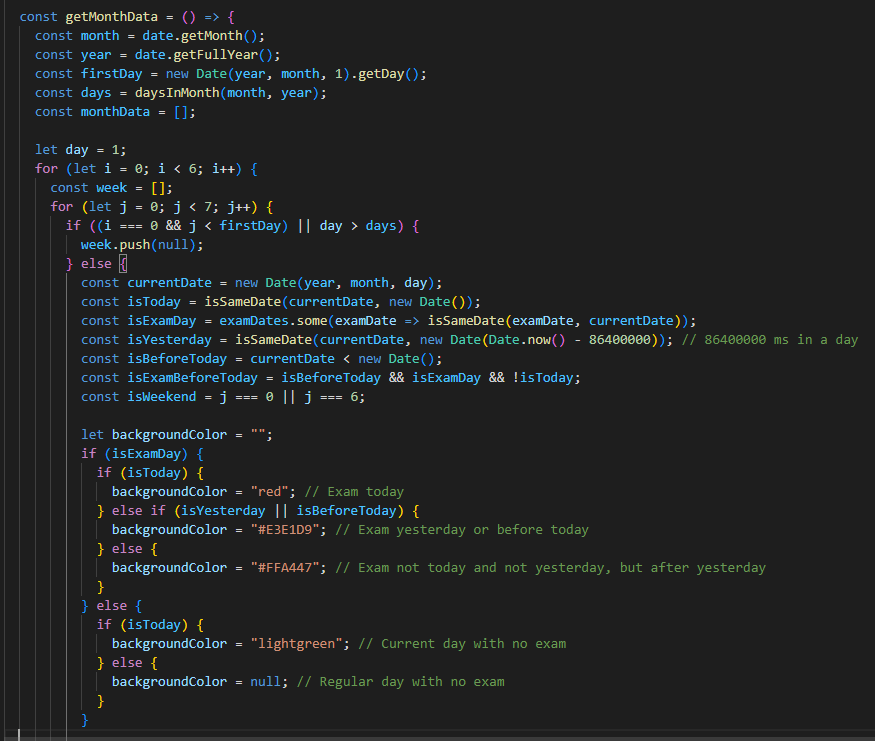 const getMonthData = () => {
const month = date.getMonth();
const year = date.getFullYear();
const firstDay = new Date(year, month, 1).getDay();
const days = daysInMonth(month, year);
const monthData = [];
let day = 1;
for (let i = 0; i < 6; i++) {
const week = [];
for (let j = 0; j < 7; j++) {
if ((i === 0 && j < firstDay) || day > days) {
week.push(null);
} else {
const currentDate = new Date(year, month, day);
const isToday = isSameDate(currentDate, new Date());
const isExamDay = examDates.some(examDate => isSameDate(examDate, currentDate));
const isYesterday = isSameDate(currentDate, new Date(Date.now() - 86400000)); // 86400000 ms in a day
const isBeforeToday = currentDate < new Date();
const isExamBeforeToday = isBeforeToday && isExamDay && !isToday;
const isWeekend = j === 0 || j === 6;
let backgroundColor = "";
if (isExamDay) {
if (isToday) {
backgroundColor = "red"; // Exam today
} else if (isYesterday || isBeforeToday) {
backgroundColor = "#E3E1D9"; // Exam yesterday or before today
} else {
backgroundColor = "#FFA447"; // Exam not today and not yesterday, but after yesterday
}
} else {
if (isToday) {
backgroundColor = "lightgreen"; // Current day with no exam
} else {
backgroundColor = null; // Regular day with no exam
}
}